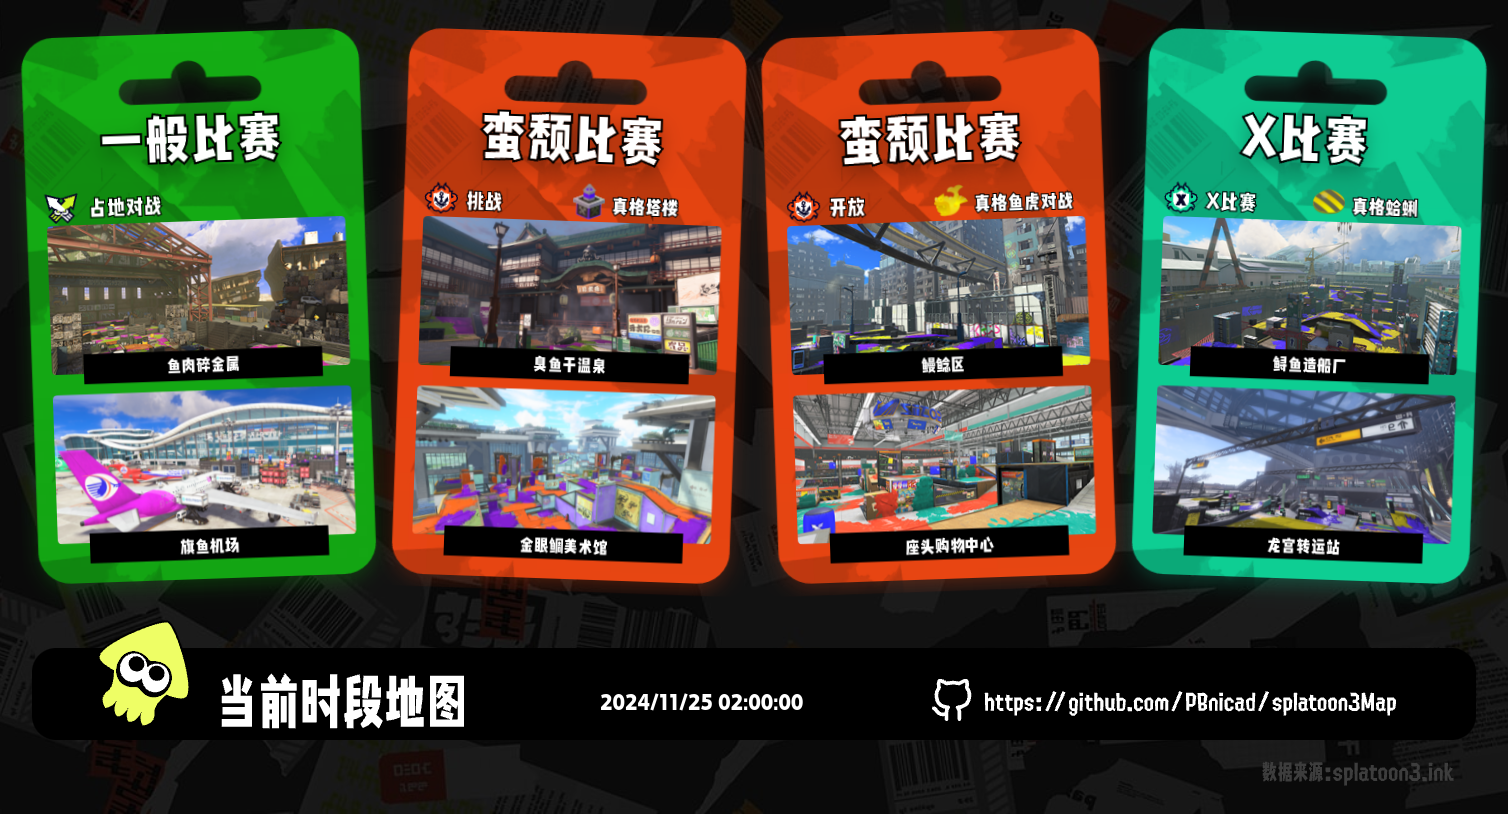 一般比赛
占地对战
鱼肉碎金属
旗鱼机场
蛮颓比赛
挑战
真格塔楼
臭鱼干温泉
金眼鲷美术馆
蛮颓比赛
开放
真格鱼虎对战
鳗鲶区
座头购物中心
X比赛
X比赛
真格蛤蜊
鲟鱼造船厂
龙宫转运站
当前时段地图
2024/11/25 02:00:00
https://github.com/PBnicad/splatoon3Map
数据来源:splatoon3.ink